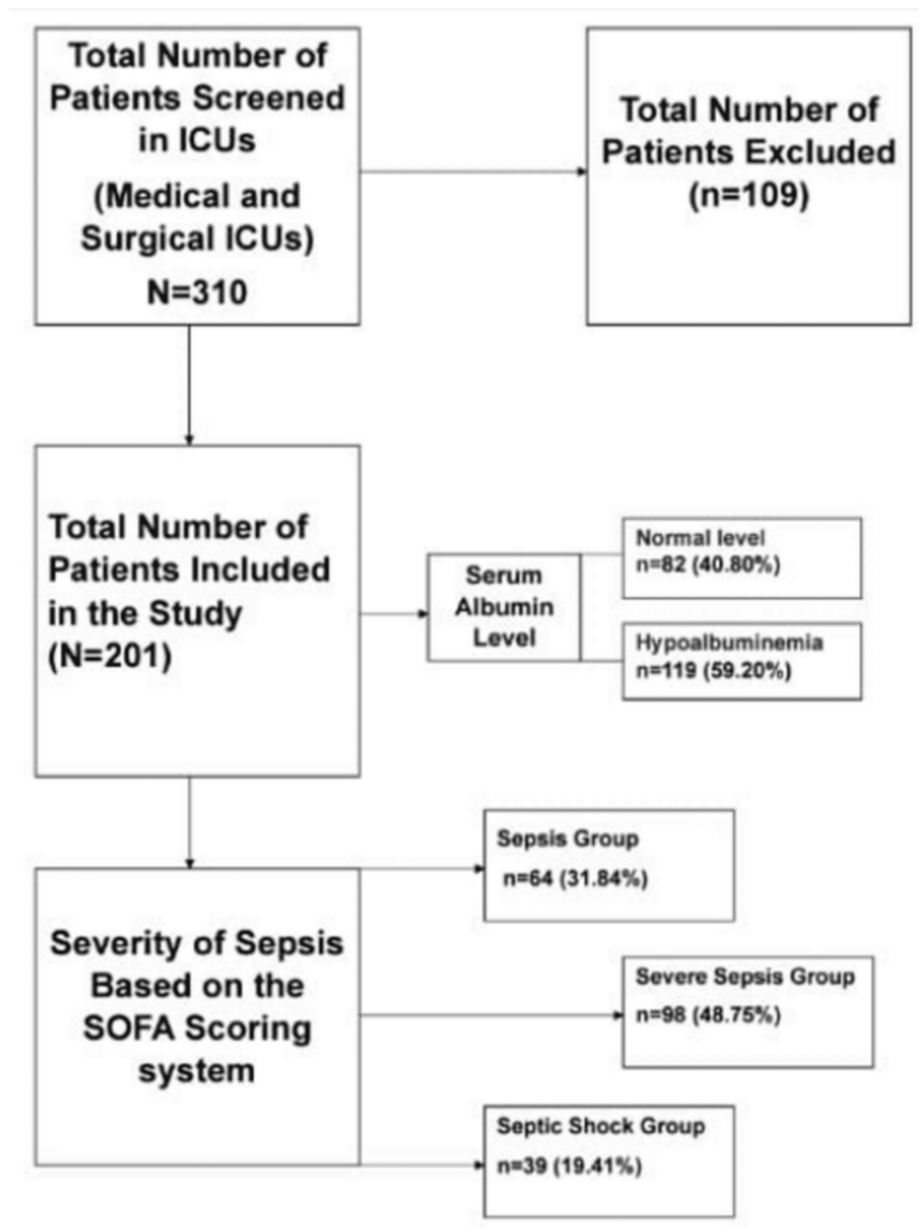 Total Number of
Patients Screened
in ICUs
(Medical and
Surgical ICUs)
N=310
Total Number of
Patients Excluded
(n=109)
Total Number of
Patients Included
in the Study
(N=201)
Serum
Albumin
Level
Normal level
n=82 (40.80%)
Hypoalbuminemia
n=119 (59.20%)
Severity of Sepsis
Based on the
SOFA Scoring
system
Sepsis Group
n=64 (31.84%)
Severe Sepsis Group
n=98 (48.75%)
Septic Shock Group
n=39 (19.41%)